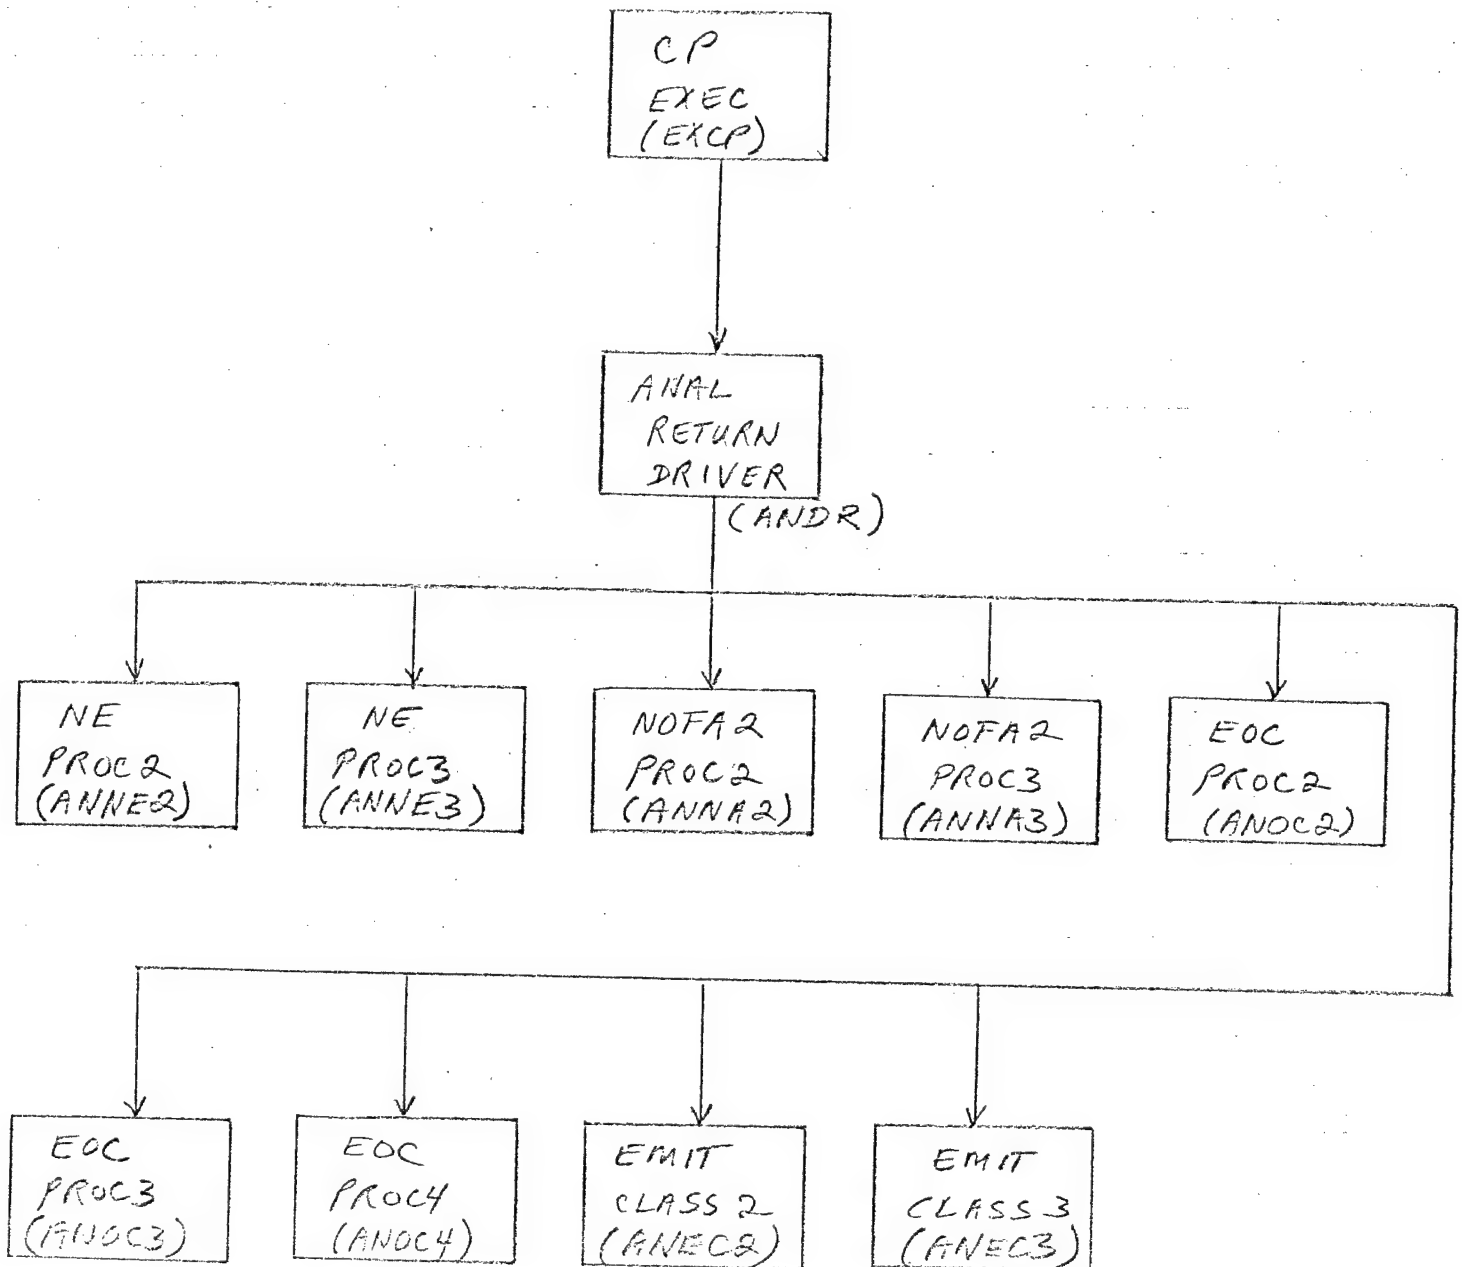 CP
EXEC
(EXCP)
ANAL
RETURN
DRIVER
(ANDR)
NE
PROC2
(ANNE2)
NE
PROC3
(ANNE3)
NOFA2
PROC2
(ANNA2)
NOFA2
PROC3
(ANNA3)
EOC
PROC2
(ANOC2)
EOC
PROC3
(ANOC3)
EOC
PROC4
(ANOC4)
EMIT
CLASS 2
(ANEC2)
EMIT
CLASS 3
(ANEC3)